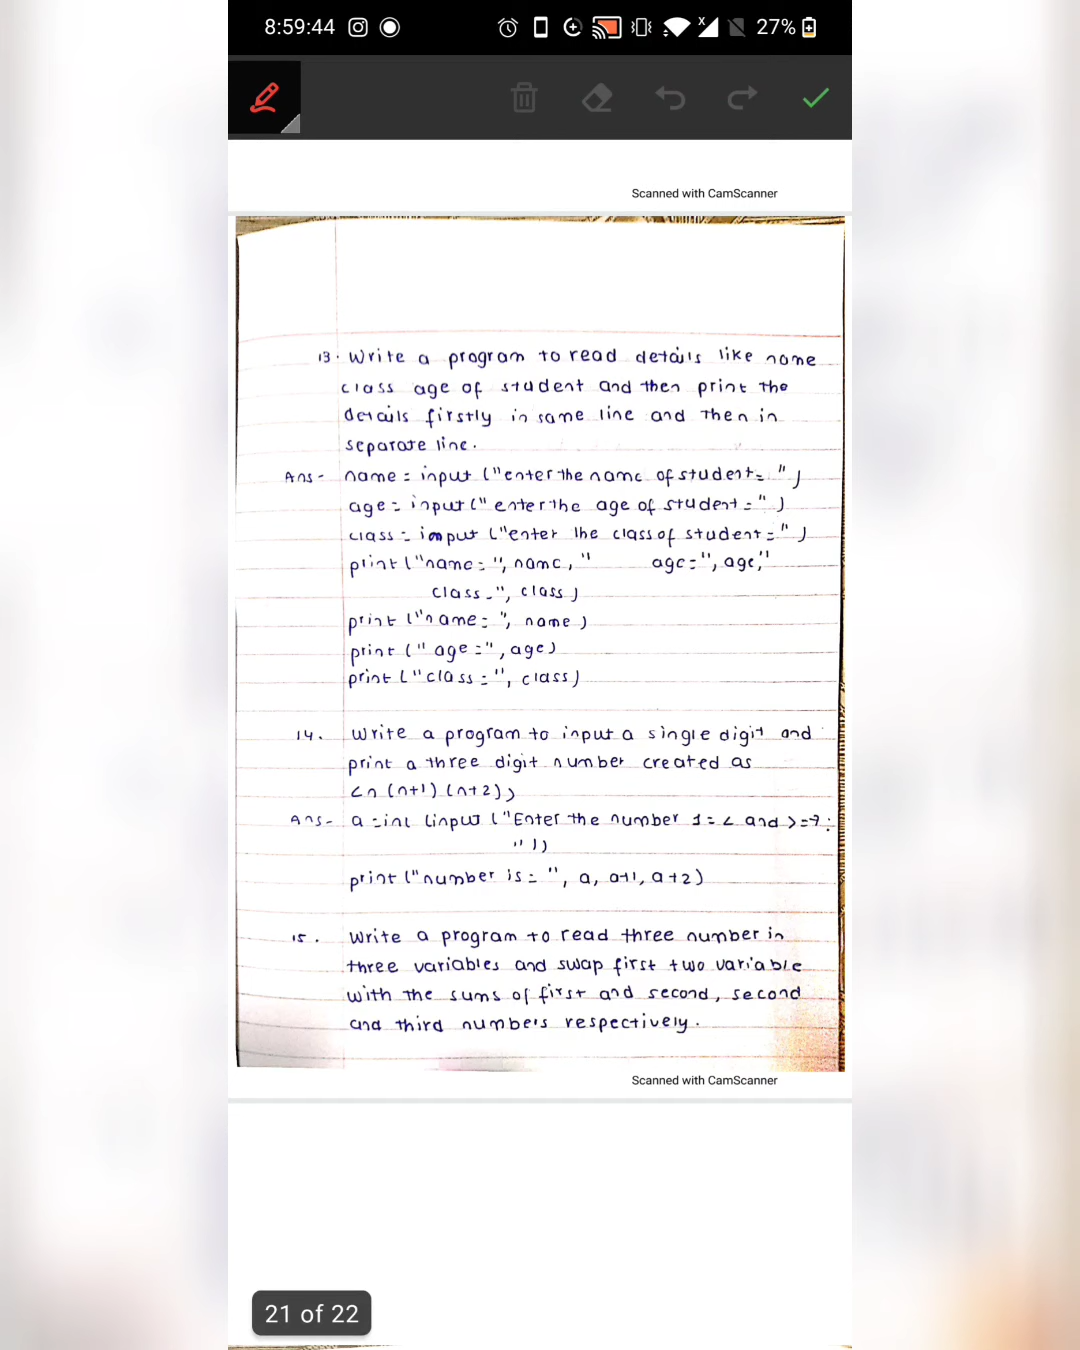 8:59:44
27%
Scanned with CamScanner
13. Write a program to read details like name
class age of student and then print the
details firstly in same line and then in
separate line.
Ans - name = input ("enter the name of student= ")
age = input (" enter the age of student = ")
class = input ("enter the class of student = ")
print ("name = ", name, " age = ", age, "
class = ", class)
print ("name = ", name)
print (" age =", age)
print ("class = ", class)
14. Write a program to input a single digit and
print a three digit number created as
<n (n+1) (n+2)>
Ans - a = int (input ("Enter the number 1=< and >=7:
"))
print ("number is = ", a, a+1, a+2)
15. Write a program to read three number in
three variables and swap first two variable
with the sums of first and second, second
and third numbers respectively.
Scanned with CamScanner
21 of 22